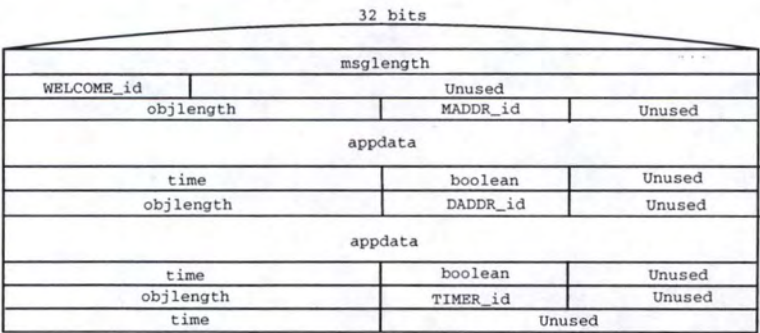 32 bits
msglength
WELCOME_id Unused
objlength MADDR_id Unused
appdata
time boolean Unused
objlength DADDR_id Unused
appdata
time boolean Unused
objlength TIMER_id Unused
time Unused